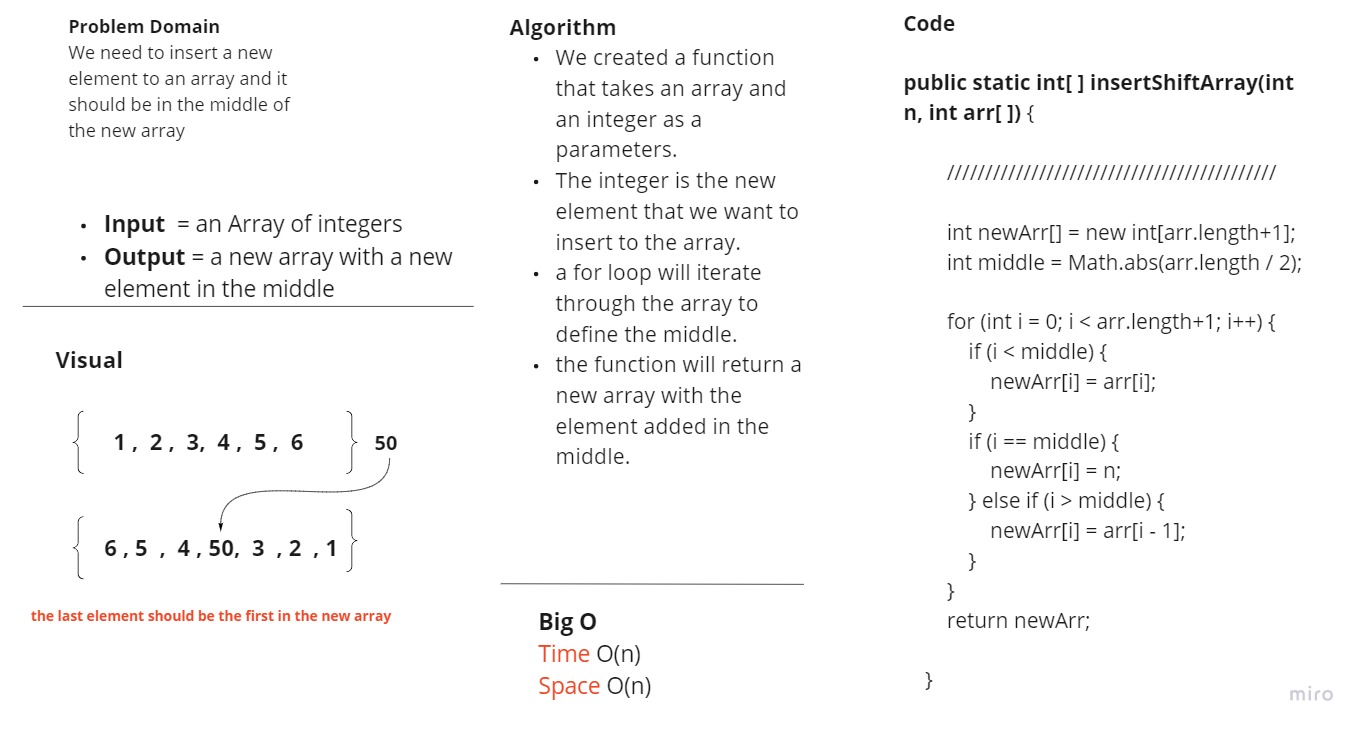 Problem Domain
We need to insert a new
element to an array and it
should be in the middle of
the new array
• Input = an Array of integers
• Output = a new array with a new
element in the middle
Visual
{ 1 , 2 , 3, 4 , 5 , 6 } 50
{ 6 , 5 , 4 , 50, 3 , 2 , 1 }
the last element should be the first in the new array
Algorithm
• We created a function
that takes an array and
an integer as a
parameters.
• The integer is the new
element that we want to
insert to the array.
• a for loop will iterate
through the array to
define the middle.
• the function will return a
new array with the
element added in the
middle.
Big O
Time O(n)
Space O(n)
Code
public static int[ ] insertShiftArray(int
n, int arr[ ]) {
///////////////////////////////////////////
int newArr[] = new int[arr.length+1];
int middle = Math.abs(arr.length / 2);
for (int i = 0; i < arr.length+1; i++) {
if (i < middle) {
newArr[i] = arr[i];
}
if (i == middle) {
newArr[i] = n;
} else if (i > middle) {
newArr[i] = arr[i - 1];
}
}
return newArr;
}
miro